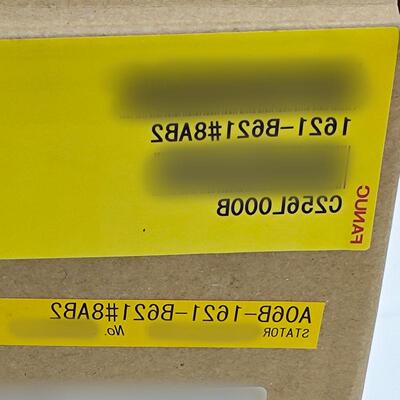 1621-B621#8AB2
C256L000B
FANUC
A06B-1621-B621#8AB2
STATOR No.